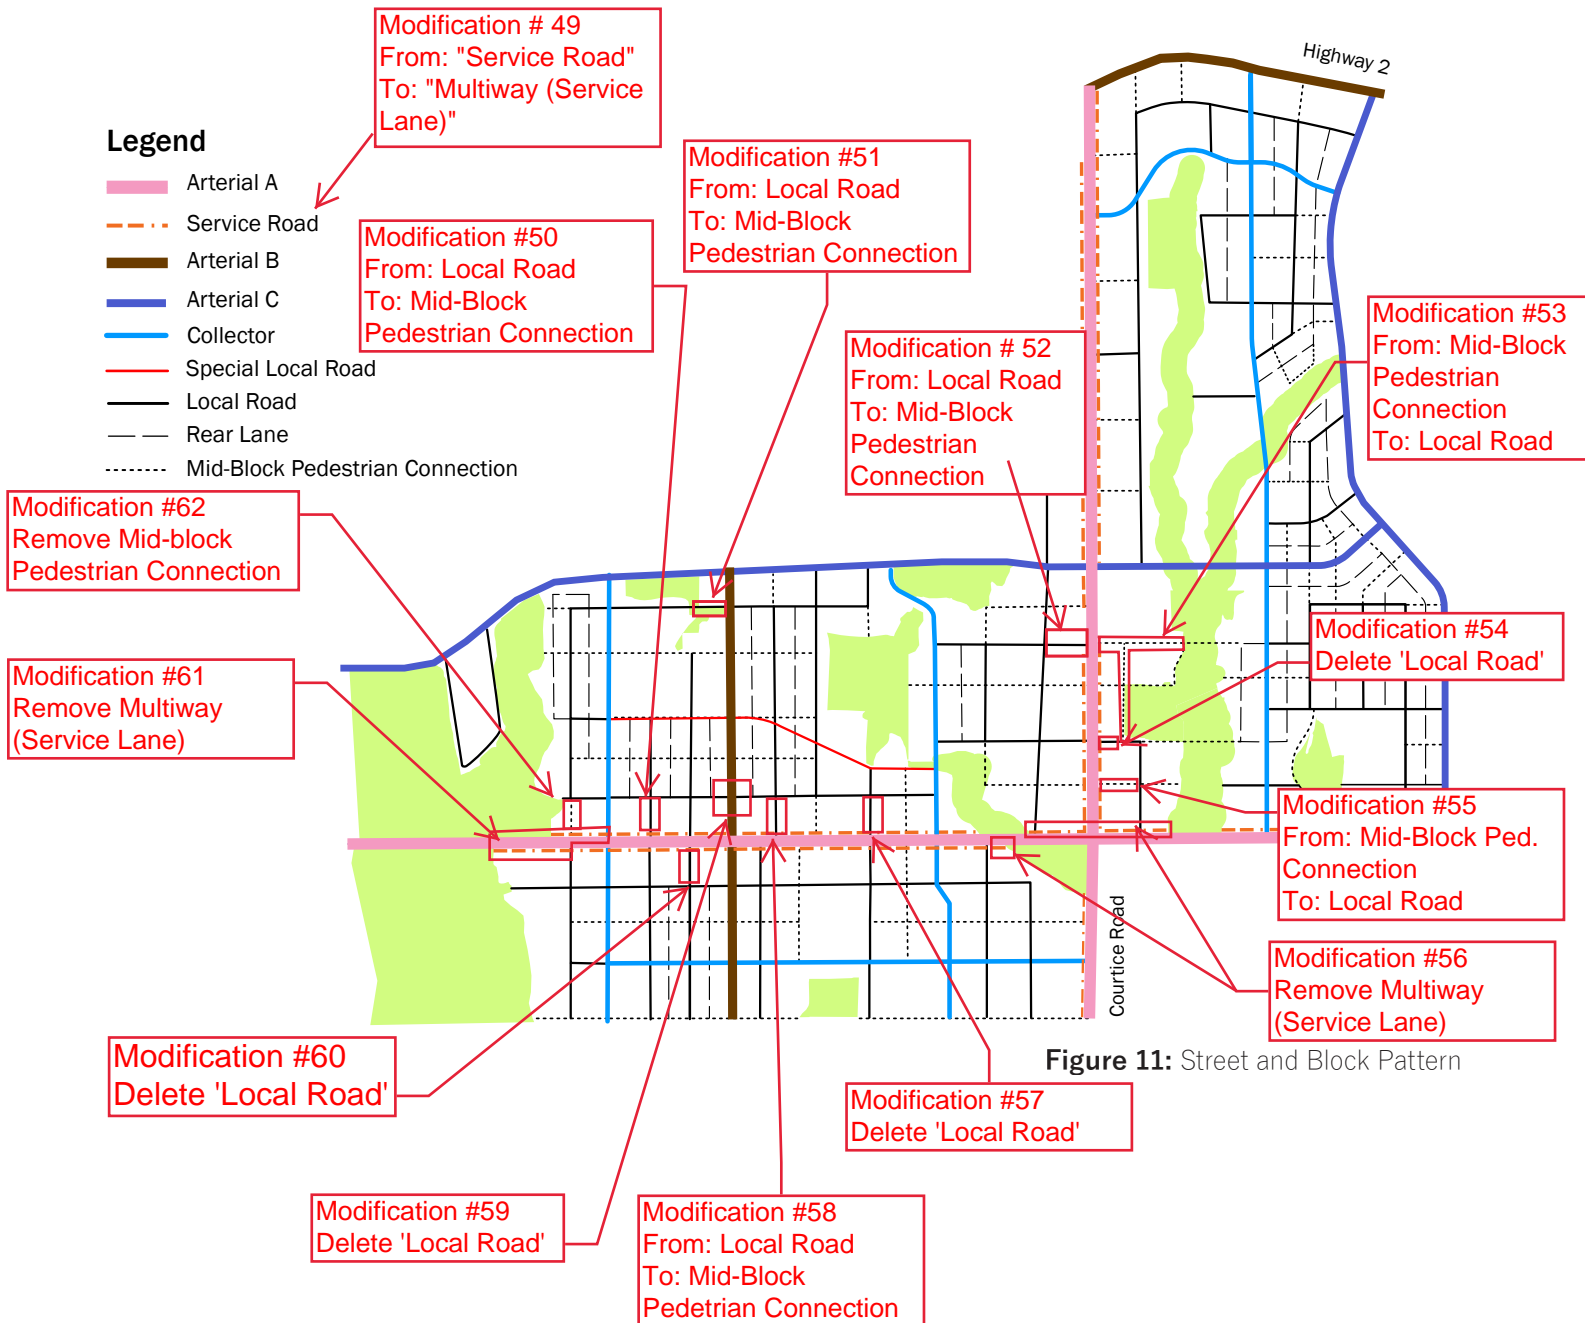 Modification # 49
From: "Service Road"
To: "Multiway (Service
Lane)"
Highway 2
Legend
Arterial A
Service Road
Arterial B
Arterial C
Collector
Special Local Road
Local Road
Rear Lane
Mid-Block Pedestrian Connection
Modification #51
From: Local Road
To: Mid-Block
Pedestrian Connection
Modification #50
From: Local Road
To: Mid-Block
Pedestrian Connection
Modification # 52
From: Local Road
To: Mid-Block
Pedestrian
Connection
Modification #53
From: Mid-Block
Pedestrian
Connection
To: Local Road
Modification #62
Remove Mid-block
Pedestrian Connection
Modification #54
Delete 'Local Road'
Modification #61
Remove Multiway
(Service Lane)
Modification #55
From: Mid-Block Ped.
Connection
To: Local Road
Courtice Road
Modification #56
Remove Multiway
(Service Lane)
Figure 11: Street and Block Pattern
Modification #60
Delete 'Local Road'
Modification #57
Delete 'Local Road'
Modification #59
Delete 'Local Road'
Modification #58
From: Local Road
To: Mid-Block
Pedetrian Connection